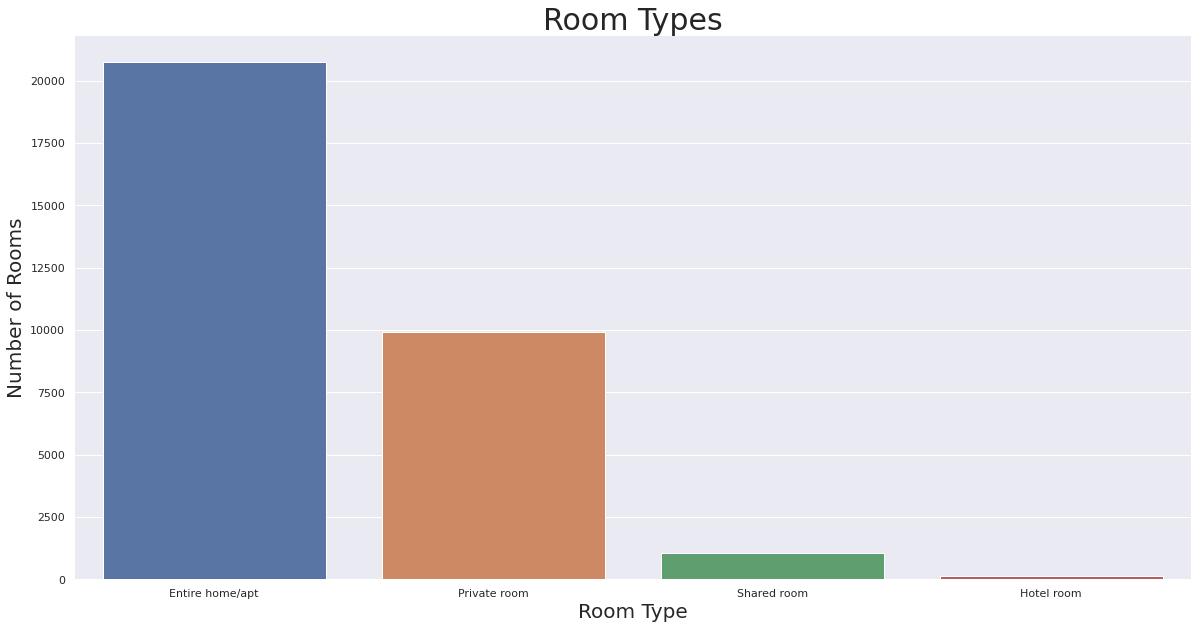 Room Types
Number of Rooms
20000
17500
15000
12500
10000
7500
5000
2500
0
Entire home/apt
Private room
Shared room
Hotel room
Room Type